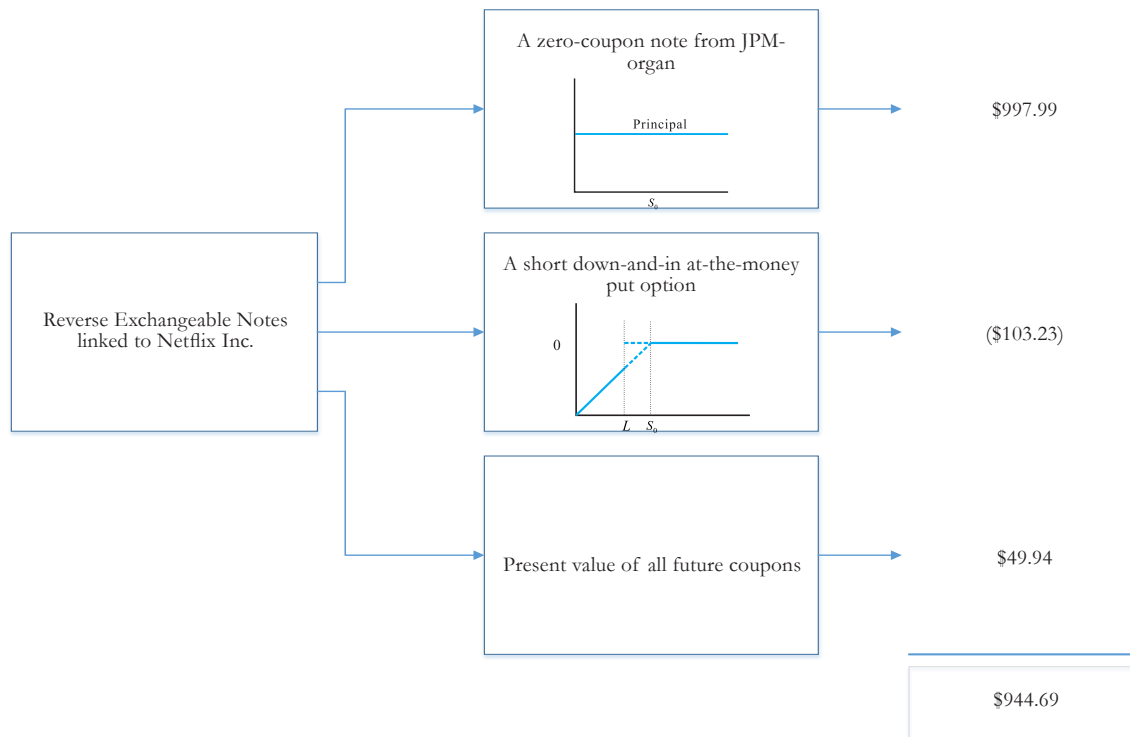 A zero-coupon note from JPM-
organ
Principal
S₀
$997.99
Reverse Exchangeable Notes
linked to Netflix Inc.
A short down-and-in at-the-money
put option
0
L S₀
($103.23)
Present value of all future coupons
$49.94
$944.69